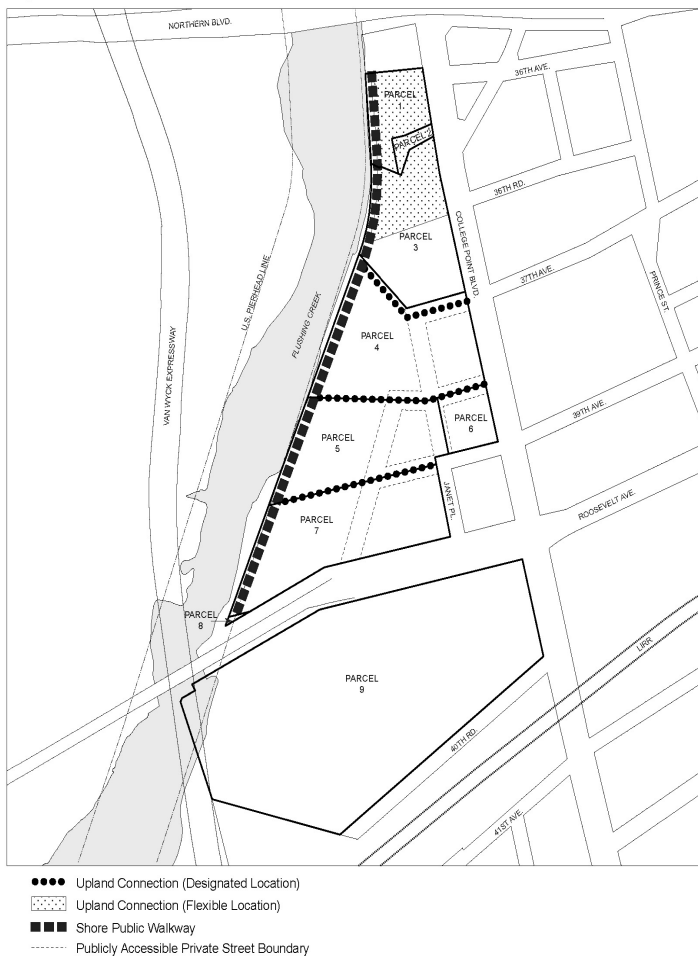 NORTHERN BLVD.
36TH AVE.
PARCEL
1
PARCEL 2
36TH RD.
COLLEGE POINT BLVD.
PARCEL
3
U.S. PIERHEAD LINE
37TH AVE.
PRINCE ST.
FLUSHING CREEK
VAN WYCK EXPRESSWAY
PARCEL
4
39TH AVE.
PARCEL
6
PARCEL
5
JANET PL.
ROOSEVELT AVE.
PARCEL
7
PARCEL
8
LIRR
PARCEL
9
40TH RD.
41ST AVE.
Upland Connection (Designated Location)
Upland Connection (Flexible Location)
Shore Public Walkway
Publicly Accessible Private Street Boundary